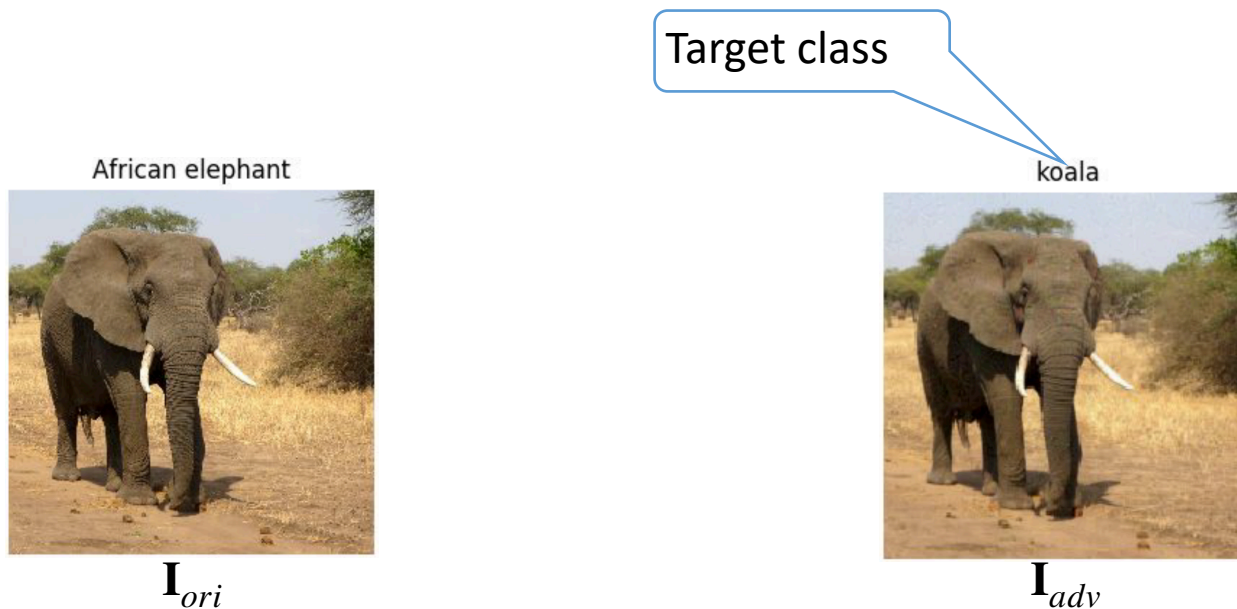 Target class
African elephant
koala
I_ori
I_adv